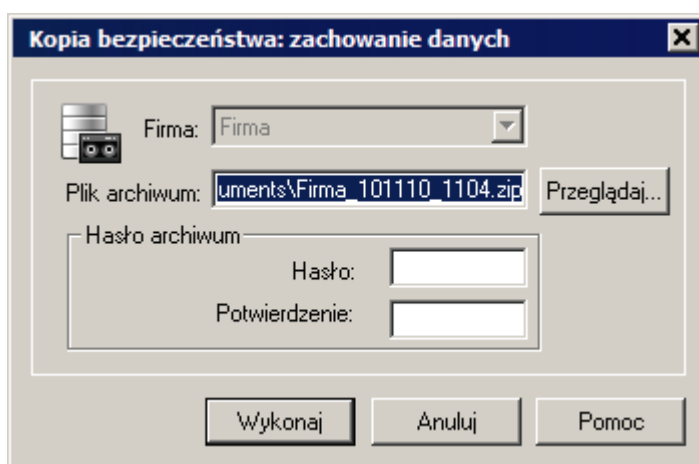 Kopia bezpieczeństwa: zachowanie danych
Firma: Firma
Plik archiwum: uments\Firma_101110_1104.zip Przeglądaj...
Hasło archiwum
Hasło:
Potwierdzenie:
Wykonaj Anuluj Pomoc